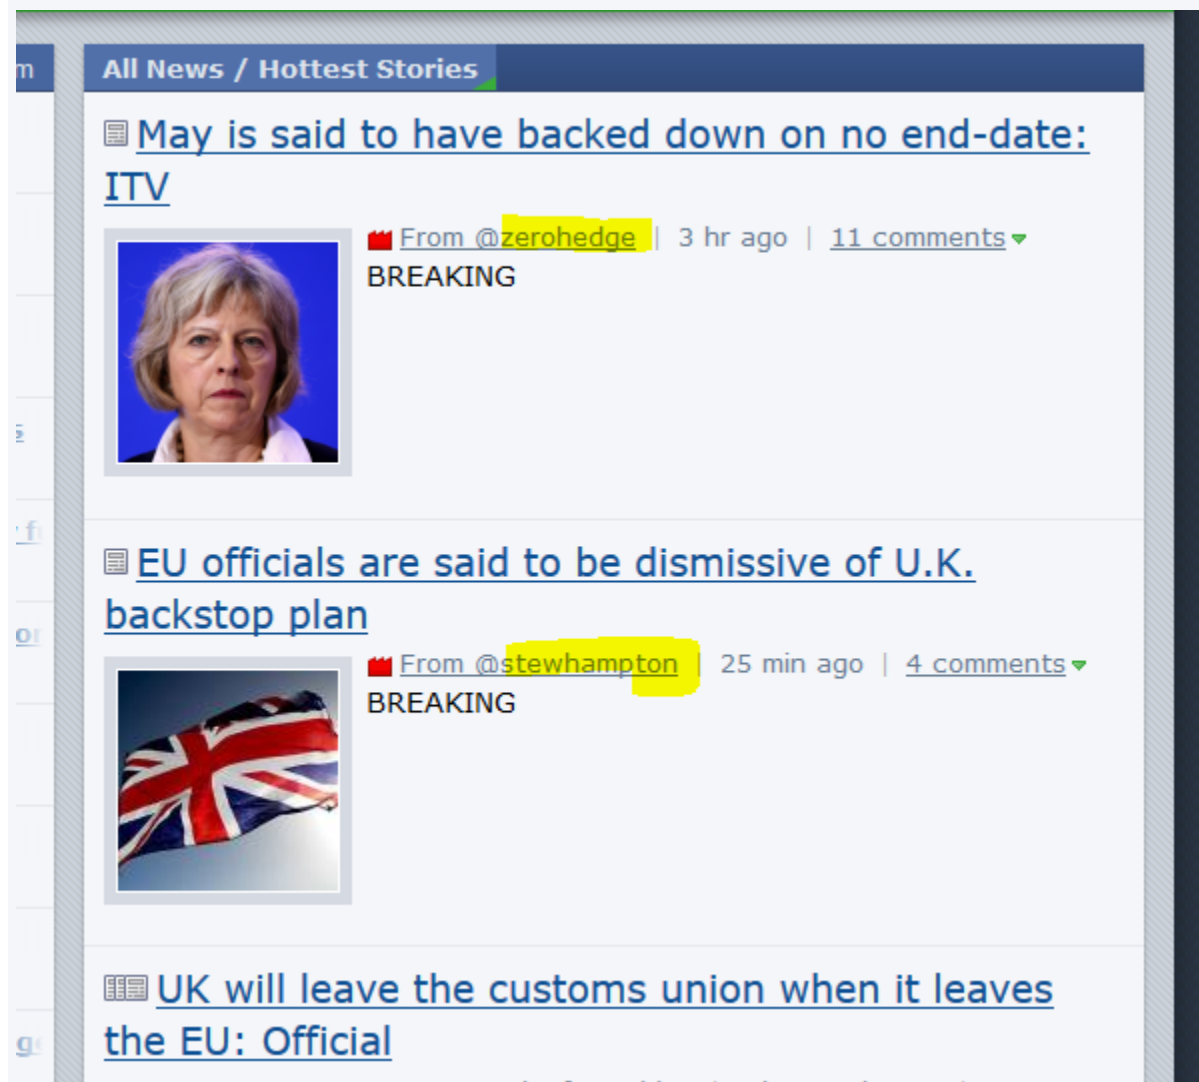 m
All News / Hottest Stories
May is said to have backed down on no end-date:
ITV
From @zerohedge | 3 hr ago | 11 comments
BREAKING
EU officials are said to be dismissive of U.K.
backstop plan
From @stewhampton | 25 min ago | 4 comments
BREAKING
UK will leave the customs union when it leaves
the EU: Official